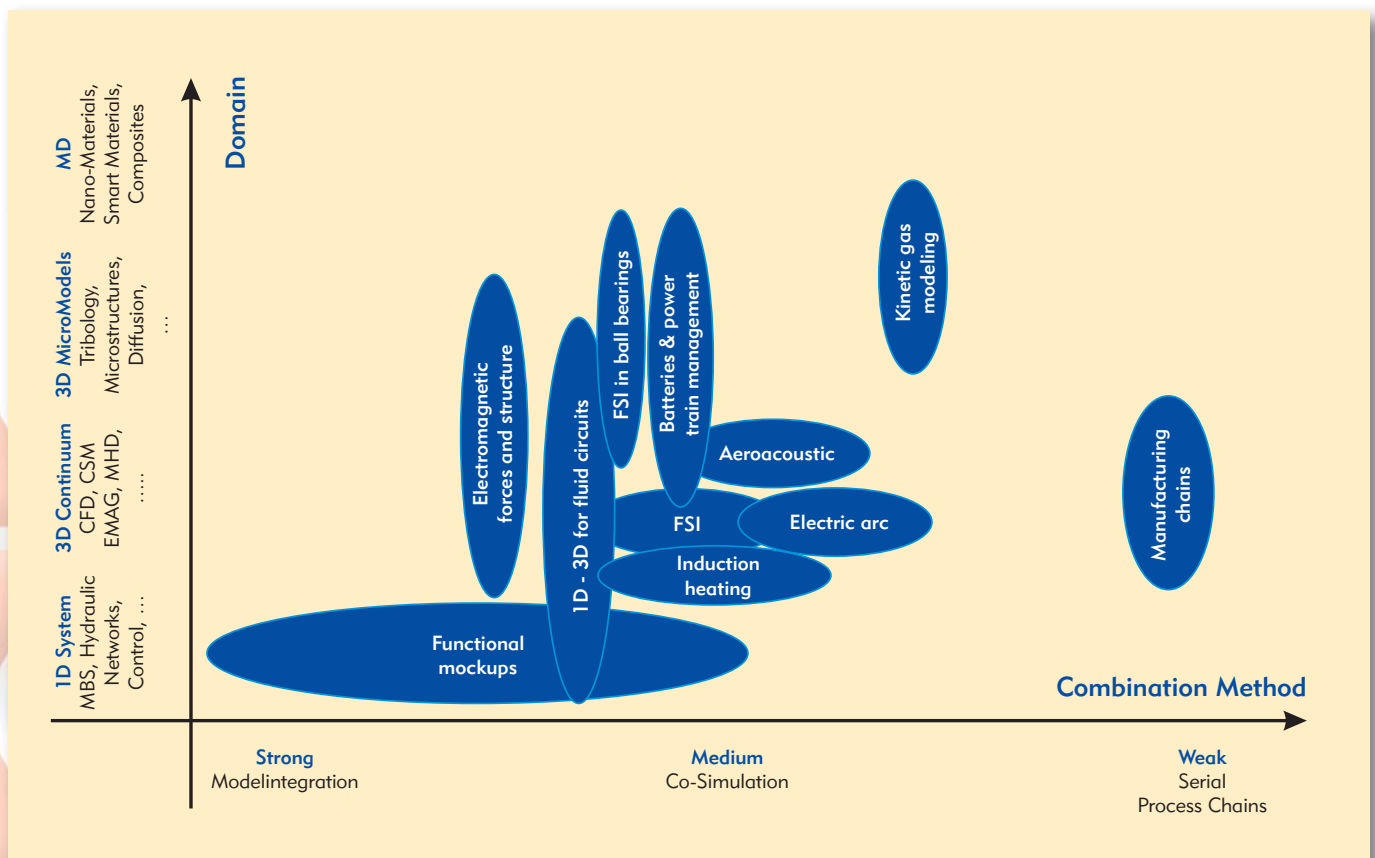 Domain
MD
Nano-Materials,
Smart Materials,
Composites
3D MicroModels
Tribology,
Microstructures,
Diffusion,
...
3D Continuum
CFD, CSM
EMAG, MHD,
.....
1D System
MBS, Hydraulic
Networks,
Control, ...
Electromagnetic
forces and structure
1D - 3D for fluid circuits
FSI in ball bearings
Batteries & power
train management
Kinetic gas
modeling
Aeroacoustic
FSI
Electric arc
Induction
heating
Functional
mockups
Manufacturing
chains
Combination Method
Strong
Modelintegration
Medium
Co-Simulation
Weak
Serial
Process Chains